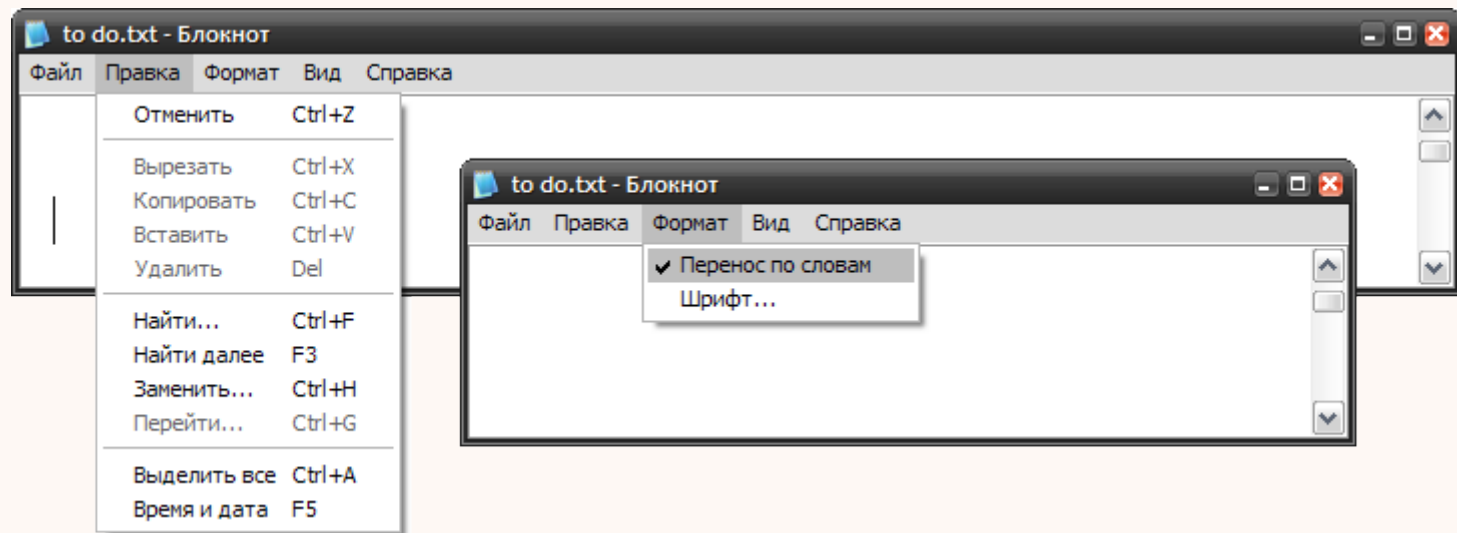 to do.txt - Блокнот
Файл Правка Формат Вид Справка
Отменить Ctrl+Z
Вырезать Ctrl+X
Копировать Ctrl+C
Вставить Ctrl+V
Удалить Del
Найти... Ctrl+F
Найти далее F3
Заменить... Ctrl+H
Перейти... Ctrl+G
Выделить все Ctrl+A
Время и дата F5
to do.txt - Блокнот
Файл Правка Формат Вид Справка
Перенос по словам
Шрифт...